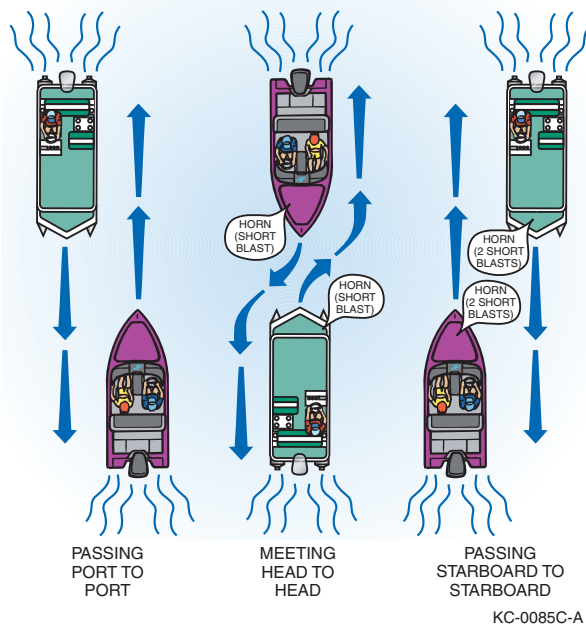 HORN
(SHORT
BLAST)
HORN
(SHORT
BLAST)
HORN
(2 SHORT
BLASTS)
HORN
(2 SHORT
BLASTS)
PASSING
PORT TO
PORT
MEETING
HEAD TO
HEAD
PASSING
STARBOARD TO
STARBOARD
KC-0085C-A